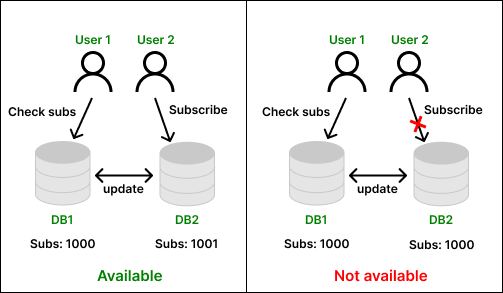 User 1 User 2
Check subs
Subscribe
update
DB1
DB2
Subs: 1000
Subs: 1001
Available
User 1 User 2
Check subs
Subscribe
update
DB1
DB2
Subs: 1000
Subs: 1000
Not available